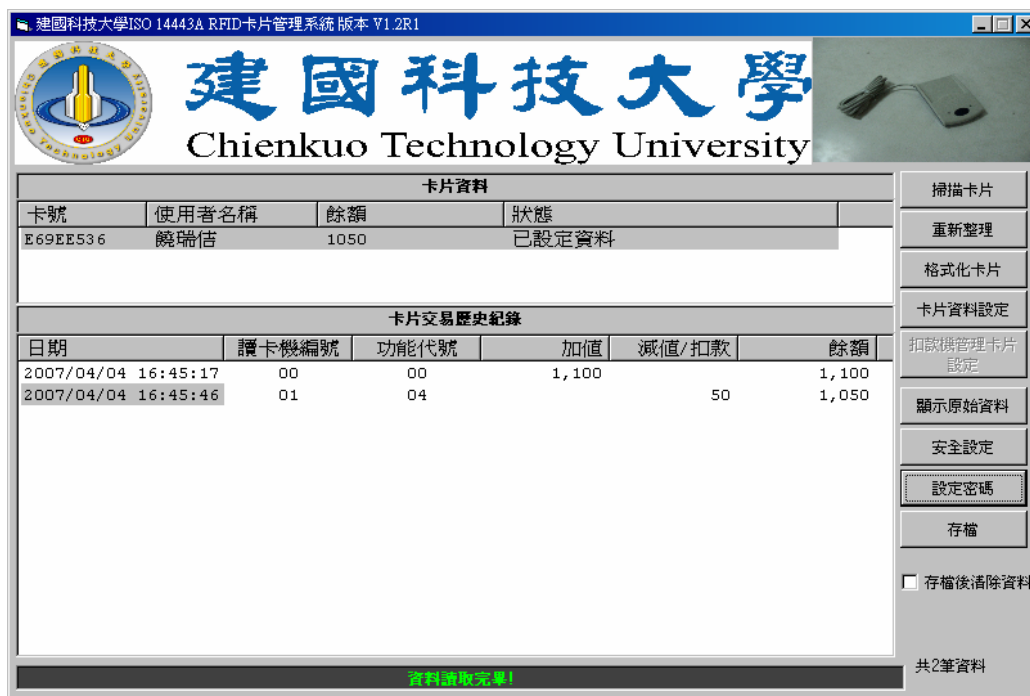 建國科技大學ISO 14443A RFID卡片管理系統 版本 V1.2R1
建國科技大學
Chienkuo Technology University
卡片資料
卡號 使用者名稱 餘額 狀態
E69EE536 饒瑞佶 1050 已設定資料
卡片交易歷史紀錄
日期 讀卡機編號 功能代號 加值 減值/扣款 餘額
2007/04/04 16:45:17 00 00 1,100 1,100
2007/04/04 16:45:46 01 04 50 1,050
資料讀取完畢!
掃描卡片
重新整理
格式化卡片
卡片資料設定
扣款機管理卡片
設定
顯示原始資料
安全設定
設定密碼
存檔
存檔後清除資料
共2筆資料